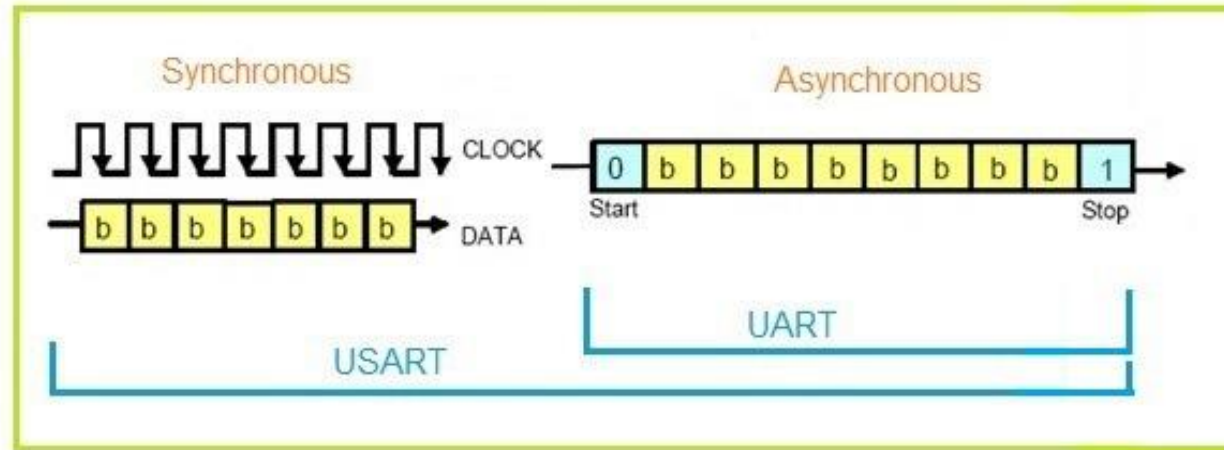 Synchronous
CLOCK
b b b b b b b
DATA
Asynchronous
0 b b b b b b b b 1
Start Stop
UART
USART